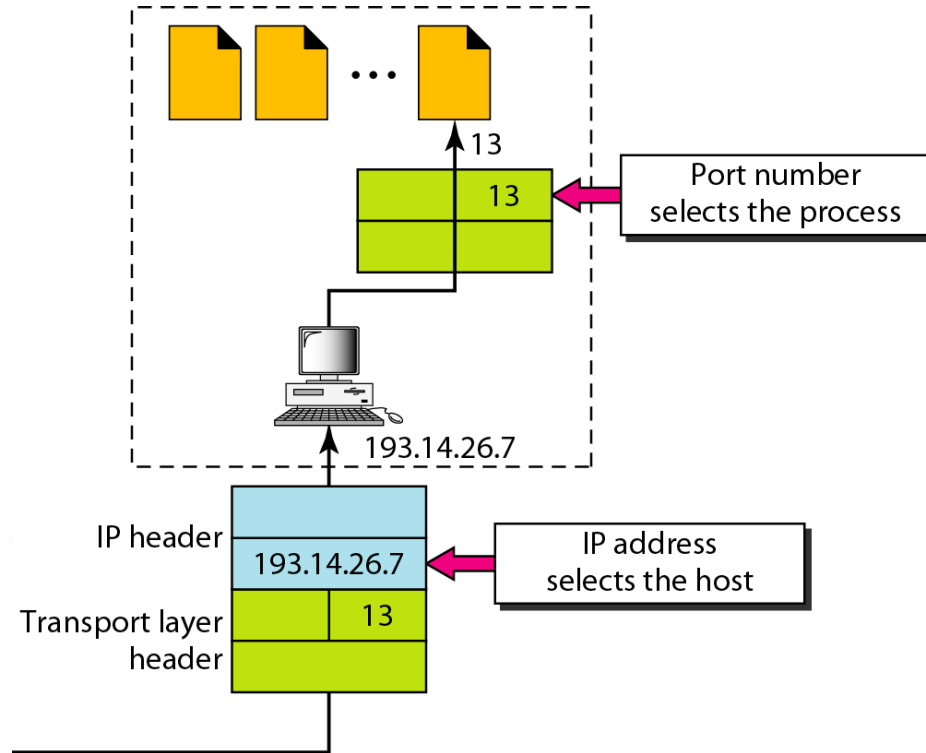 13
13
Port number
selects the process
193.14.26.7
IP header
193.14.26.7
IP address
selects the host
Transport layer
header
13